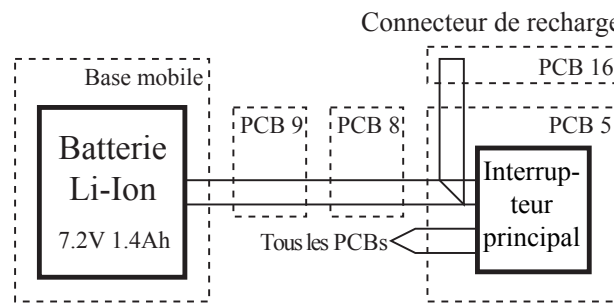 Connecteur de recharge
PCB 16
Base mobile
PCB 9
PCB 8
PCB 5
Batterie
Li-Ion
7.2V 1.4Ah
Interrup-
teur
principal
Tous les PCBs